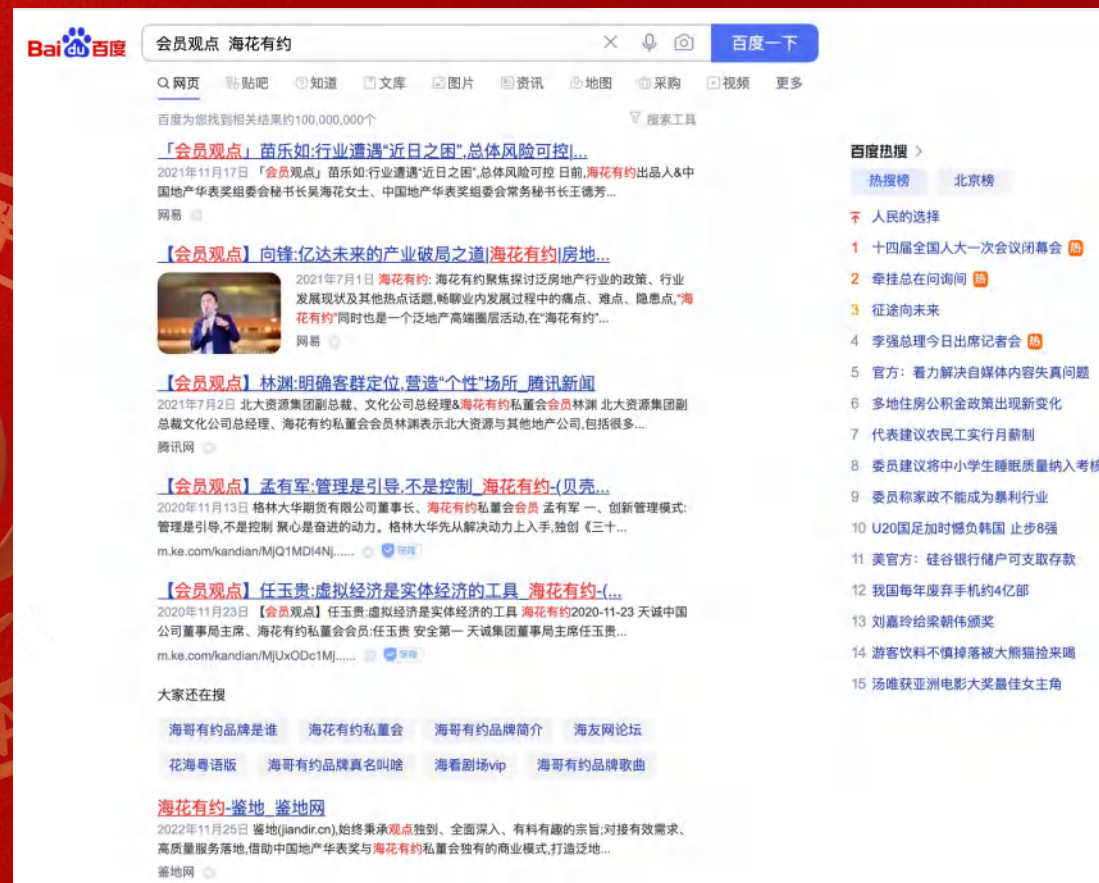 Bai du 百度
会员观点 海花有约
百度一下
网页 贴吧 知道 文库 图片 资讯 地图 采购 视频 更多
百度为您找到相关结果约100,000,000个
搜索工具
「会员观点」苗乐如:行业遭遇“近日之困”,总体风险可控|...
2021年11月17日 「会员观点」苗乐如:行业遭遇“近日之困”,总体风险可控 日前,海花有约出品人&中
国地产华表奖组委会秘书长吴海花女士、中国地产华表奖组委会常务秘书长王德芳...
网易
【会员观点】向锋:亿达未来的产业破局之道|海花有约|房地...
2021年7月1日 海花有约: 海花有约聚焦探讨泛房地产行业的政策、行业
发展现状及其他热点话题,畅聊业内发展过程中的痛点、难点、隐患点,“海
花有约”同时也是一个泛地产高端圈层活动,在“海花有约”...
网易
【会员观点】林渊:明确客群定位,营造“个性”场所_腾讯新闻
2021年7月2日 北大资源集团副总裁、文化公司总经理&海花有约私董会会员林渊 北大资源集团副
总裁文化公司总经理、海花有约私董会会员林渊表示北大资源与其他地产公司,包括很多...
腾讯网
【会员观点】孟有军:管理是引导,不是控制_海花有约-(贝壳...
2020年11月13日 格林大华期货有限公司董事长、海花有约私董会会员 孟有军 一、创新管理模式:
管理是引导,不是控制 聚心是奋进的动力。格林大华先从解决动力上入手,独创《三十...
m.ke.com/kandian/MjQ1MDI4Nj...... 保障
【会员观点】任玉贵:虚拟经济是实体经济的工具_海花有约-(...
2020年11月23日 【会员观点】任玉贵:虚拟经济是实体经济的工具 海花有约2020-11-23 天诚中国
公司董事局主席、海花有约私董会会员:任玉贵 安全第一 天诚集团董事局主席任玉贵...
m.ke.com/kandian/MjUxODc1Mj...... 保障
大家还在搜
海哥有约品牌是谁 海花有约私董会 海哥有约品牌简介 海友网论坛
花海粤语版 海哥有约品牌真名叫啥 海看剧场vip 海哥有约品牌歌曲
海花有约-鉴地_鉴地网
2022年11月25日 鉴地(jiandir.cn),始终秉承观点独到、全面深入、有料有趣的宗旨;对接有效需求、
高质量服务落地,借助中国地产华表奖与海花有约私董会独有的商业模式,打造泛地...
鉴地网
百度热搜
热搜榜 北京榜
人民的选择
1 十四届全国人大一次会议闭幕会 热
2 牵挂总在问询间 热
3 征途向未来
4 李强总理今日出席记者会 热
5 官方：着力解决自媒体内容失真问题
6 多地住房公积金政策出现新变化
7 代表建议农民工实行月薪制
8 委员建议将中小学生睡眠质量纳入考核
9 委员称家政不能成为暴利行业
10 U20国足加时憾负韩国 止步8强
11 美官方：硅谷银行储户可支取存款
12 我国每年废弃手机约4亿部
13 刘嘉玲给梁朝伟颁奖
14 游客饮料不慎掉落被大熊猫捡来喝
15 汤唯获亚洲电影大奖最佳女主角